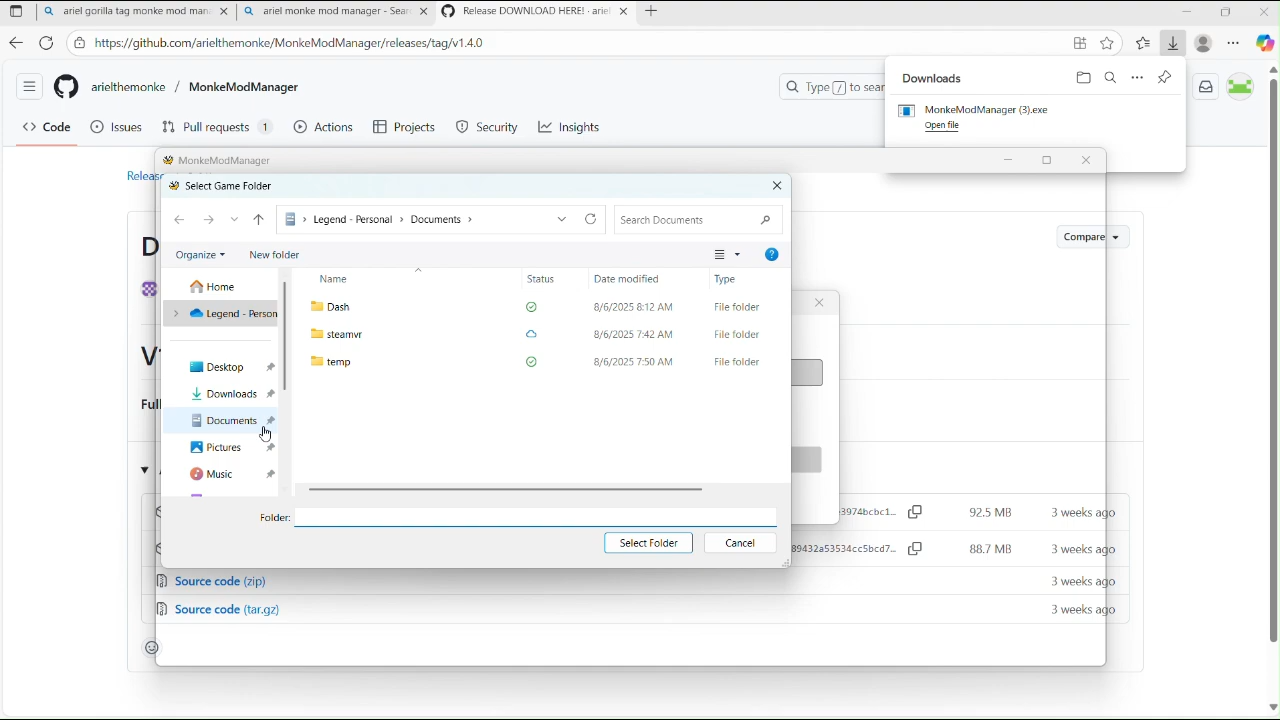 ariel gorilla tag monke mod man
ariel monke mod manager - Sear
Release DOWNLOAD HERE! · ariel
https://github.com/arielthemonke/MonkeModManager/releases/tag/v1.4.0
arielthemonke / MonkeModManager
Type / to sear
Downloads
MonkeModManager (3).exe
Open file
Code
Issues
Pull requests 1
Actions
Projects
Security
Insights
MonkeModManager
Releas
Select Game Folder
Legend - Personal > Documents >
Search Documents
Compare
D
Organize
New folder
Name
Status
Date modified
Type
Home
Legend - Person
Dash 8/6/2025 8:12 AM File folder
steamvr 8/6/2025 7:42 AM File folder
temp 8/6/2025 7:50 AM File folder
Desktop
Downloads
Documents
Pictures
Music
Full
Folder:
Select Folder
Cancel
3974bcbc1... 92.5 MB 3 weeks ago
89432a53534cc5bcd7... 88.7 MB 3 weeks ago
Source code (zip) 3 weeks ago
Source code (tar.gz) 3 weeks ago